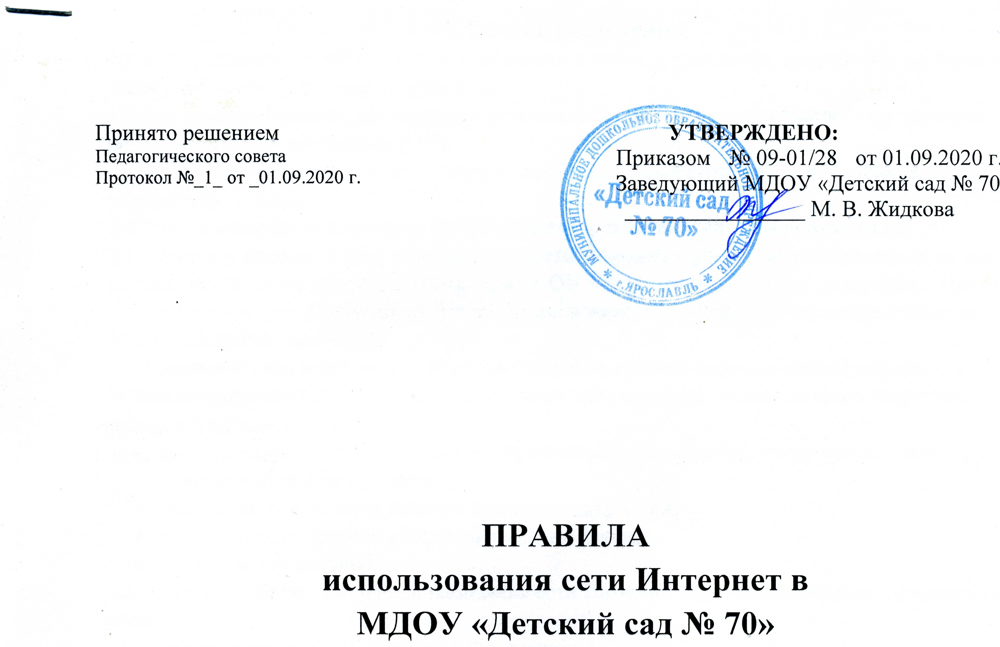 Принято решением
Педагогического совета
Протокол №_1_ от _01.09.2020 г.
УТВЕРЖДЕНО:
Приказом № 09-01/28 от 01.09.2020 г.
Заведующий МДОУ «Детский сад № 70
М. В. Жидкова
МУНИЦИПАЛЬНОЕ ДОШКОЛЬНОЕ ОБРАЗОВАТЕЛЬНОЕ УЧРЕЖДЕНИЕ
«Детский сад
№ 70»
* г.ЯРОСЛАВЛЬ *
ПРАВИЛА
использования сети Интернет в
МДОУ «Детский сад № 70»